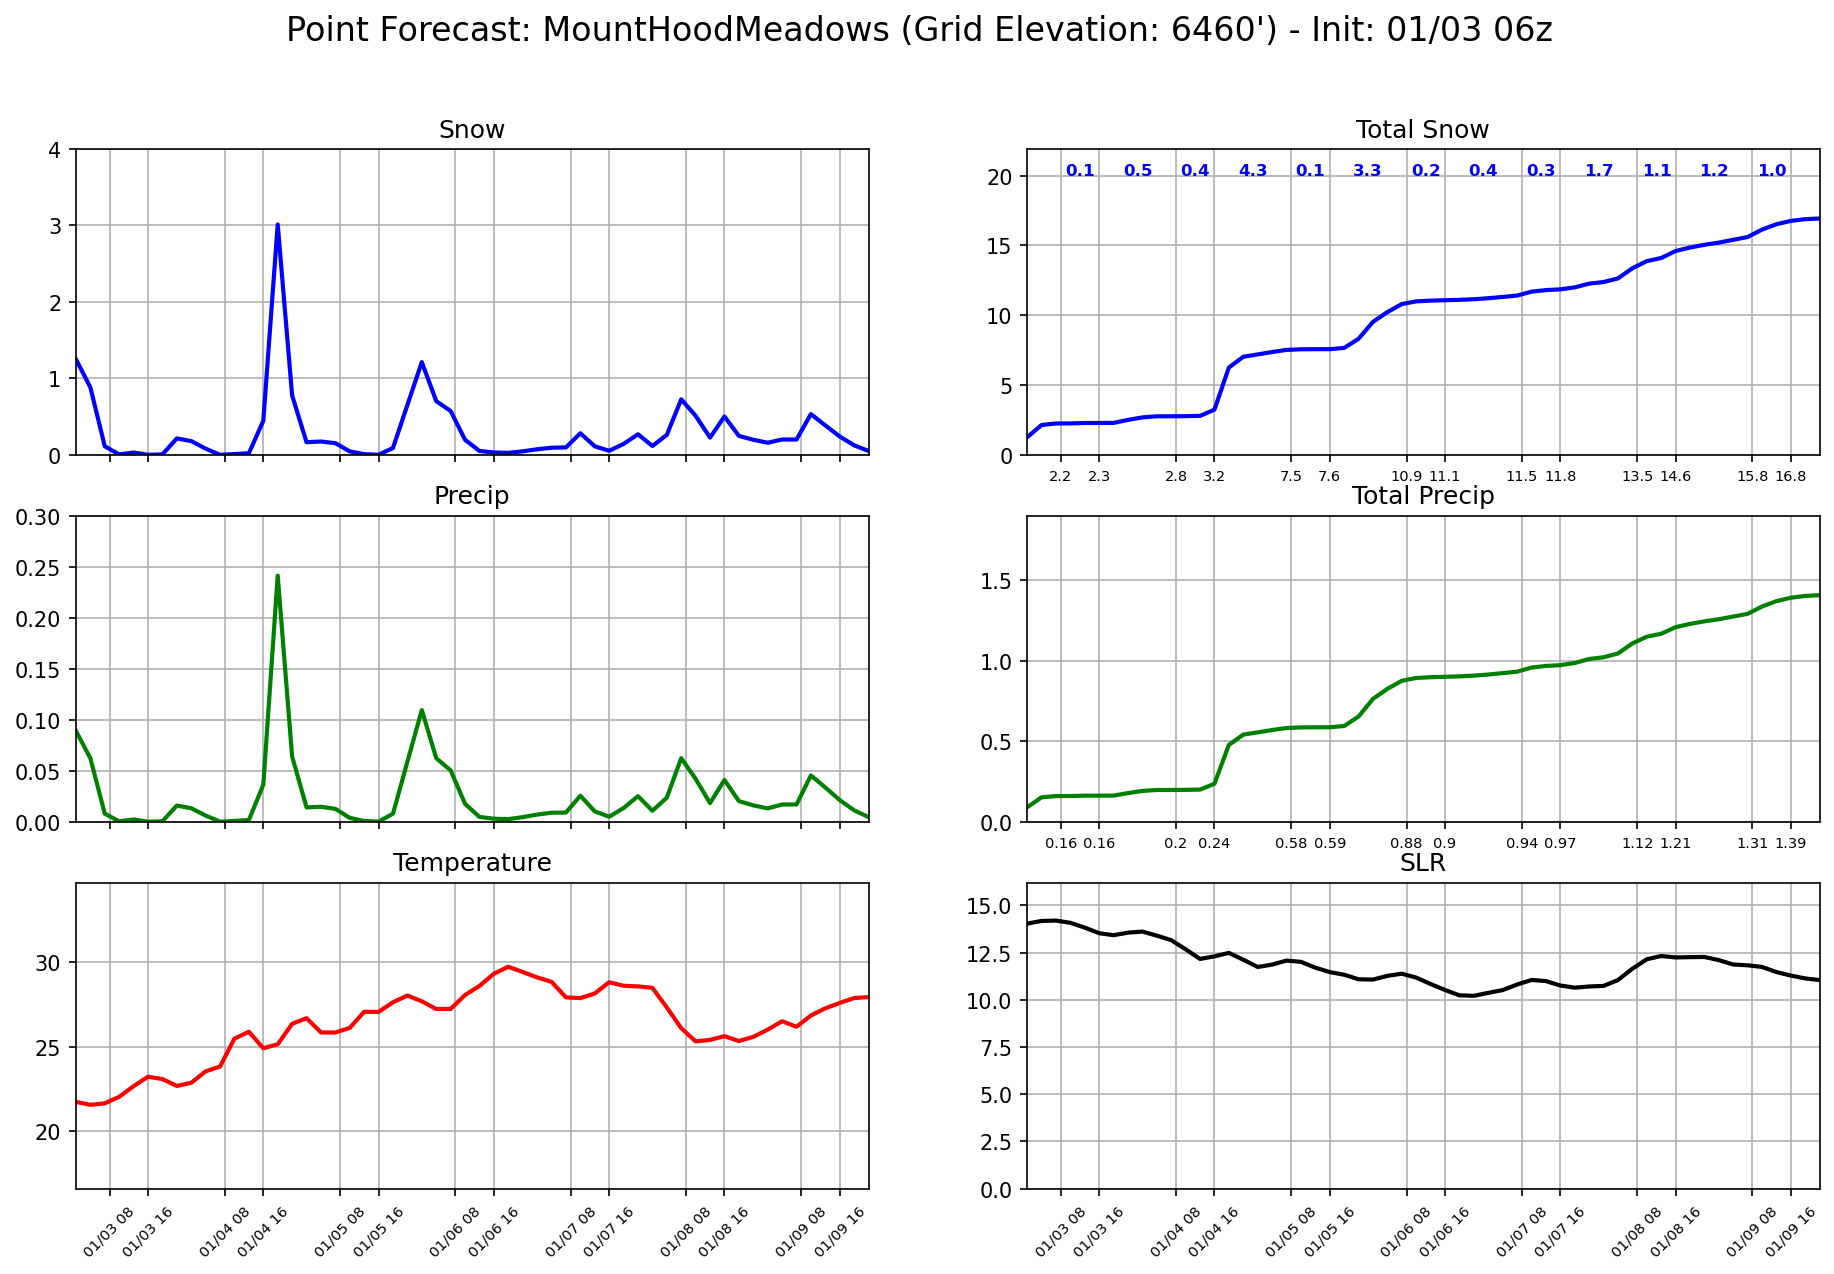 Point Forecast: MountHoodMeadows (Grid Elevation: 6460') - Init: 01/03 06z
Snow
4
3
2
1
0
Total Snow
0.1 0.5 0.4 4.3 0.1 3.3 0.2 0.4 0.3 1.7 1.1 1.2 1.0
20
15
10
5
0
2.2 2.3 2.8 3.2 7.5 7.6 10.9 11.1 11.5 11.8 13.5 14.6 15.8 16.8
Precip
0.30
0.25
0.20
0.15
0.10
0.05
0.00
Total Precip
1.5
1.0
0.5
0.0
0.16 0.16 0.2 0.24 0.58 0.59 0.88 0.9 0.94 0.97 1.12 1.21 1.31 1.39
Temperature
30
25
20
01/03 08 01/03 16 01/04 08 01/04 16 01/05 08 01/05 16 01/06 08 01/06 16 01/07 08 01/07 16 01/08 08 01/08 16 01/09 08 01/09 16
SLR
15.0
12.5
10.0
7.5
5.0
2.5
0.0
01/03 08 01/03 16 01/04 08 01/04 16 01/05 08 01/05 16 01/06 08 01/06 16 01/07 08 01/07 16 01/08 08 01/08 16 01/09 08 01/09 16